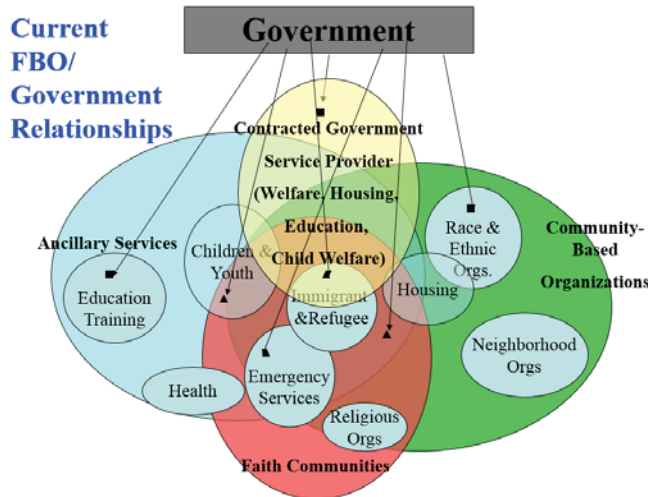 Current
FBO/
Government
Relationships
Government
Contracted Government
Service Provider
(Welfare, Housing,
Education,
Child Welfare)
Ancillary Services
Children &
Youth
Education
Training
Immigrant
&Refugee
Housing
Race &
Ethnic
Orgs.
Community-
Based
Organizations
Neighborhood
Orgs
Health
Emergency
Services
Religious
Orgs
Faith Communities